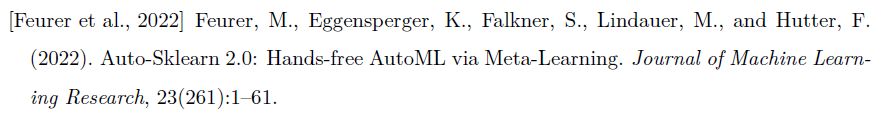 [Feurer et al., 2022] Feurer, M., Eggensperger, K., Falkner, S., Lindauer, M., and Hutter, F.
(2022). Auto-Sklearn 2.0: Hands-free AutoML via Meta-Learning. Journal of Machine Learn-
ing Research, 23(261):1–61.